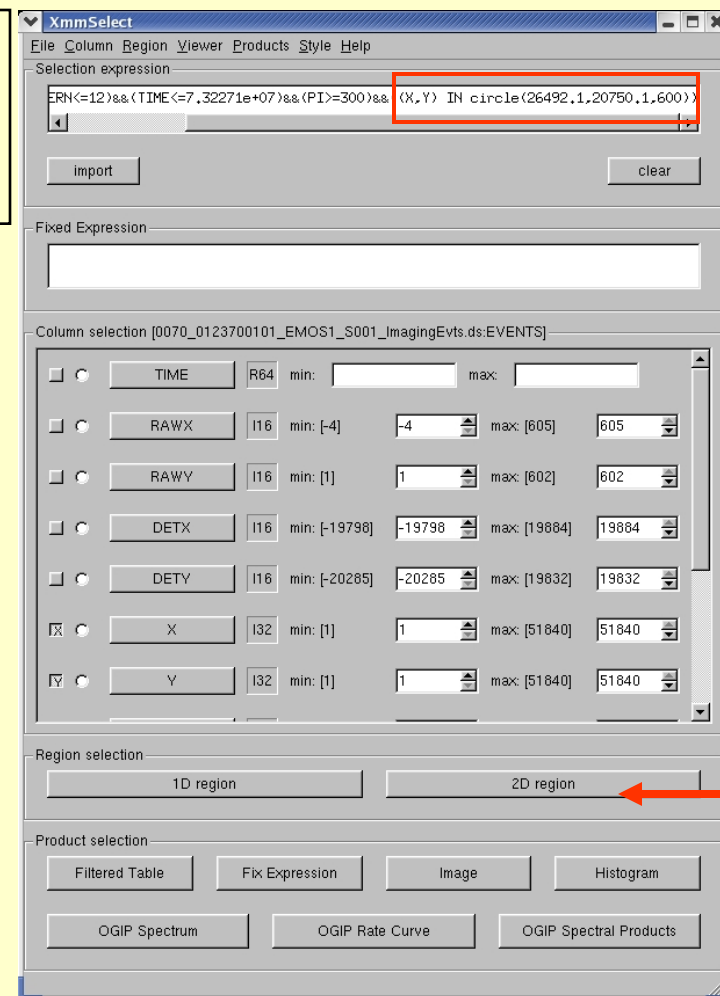 XmmSelect
File Column Region Viewer Products Style Help
Selection expression
ERN<=12)&&(TIME<=7.32271e+07)&&(PI>=300)&& (X,Y) IN circle(26492.1,20750.1,600))
import clear
Fixed Expression
Column selection [0070_0123700101_EMOS1_S001_ImagingEvts.ds:EVENTS]
TIME R64 min: max:
RAWX I16 min: [-4] -4 max: [605] 605
RAWY I16 min: [1] 1 max: [602] 602
DETX I16 min: [-19798] -19798 max: [19884] 19884
DETY I16 min: [-20285] -20285 max: [19832] 19832
X X I32 min: [1] 1 max: [51840] 51840
Y Y I32 min: [1] 1 max: [51840] 51840
Region selection
1D region 2D region
Product selection
Filtered Table Fix Expression Image Histogram
OGIP Spectrum OGIP Rate Curve OGIP Spectral Products